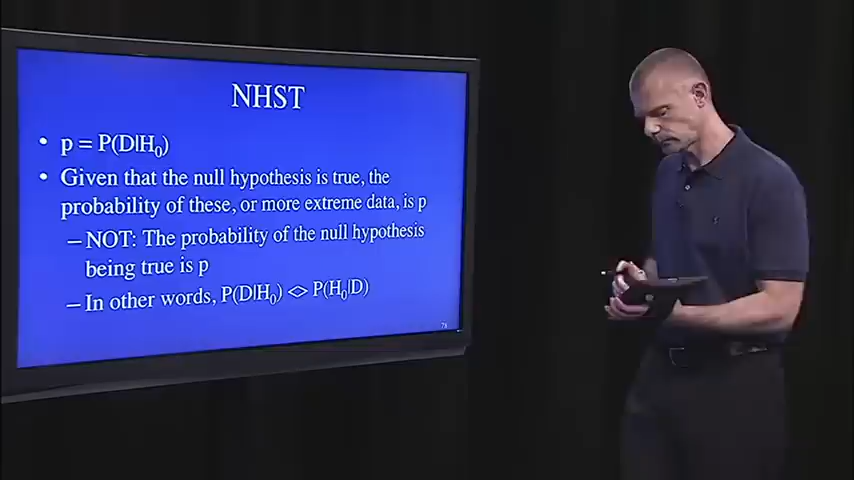 NHST
• p = P(D|H₀)
• Given that the null hypothesis is true, the
probability of these, or more extreme data, is p
– NOT: The probability of the null hypothesis
being true is p
– In other words, P(D|H₀) <> P(H₀|D)